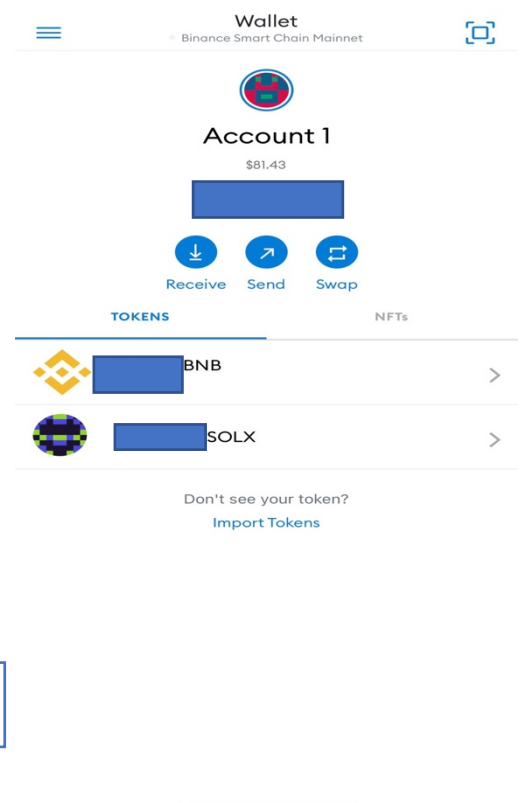 Wallet
Binance Smart Chain Mainnet
Account 1
$81.43
Receive Send Swap
TOKENS NFTs
BNB
SOLX
Don't see your token?
Import Tokens